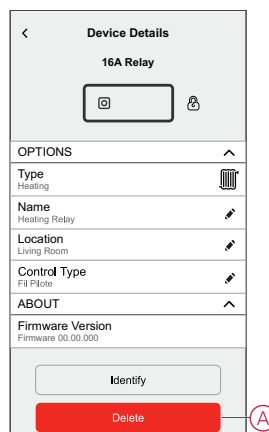 Device Details
16A Relay
OPTIONS
Type
Heating
Name
Heating Relay
Location
Living Room
Control Type
Fil Pilote
ABOUT
Firmware Version
Firmware 00.00.000
Identify
Delete
A